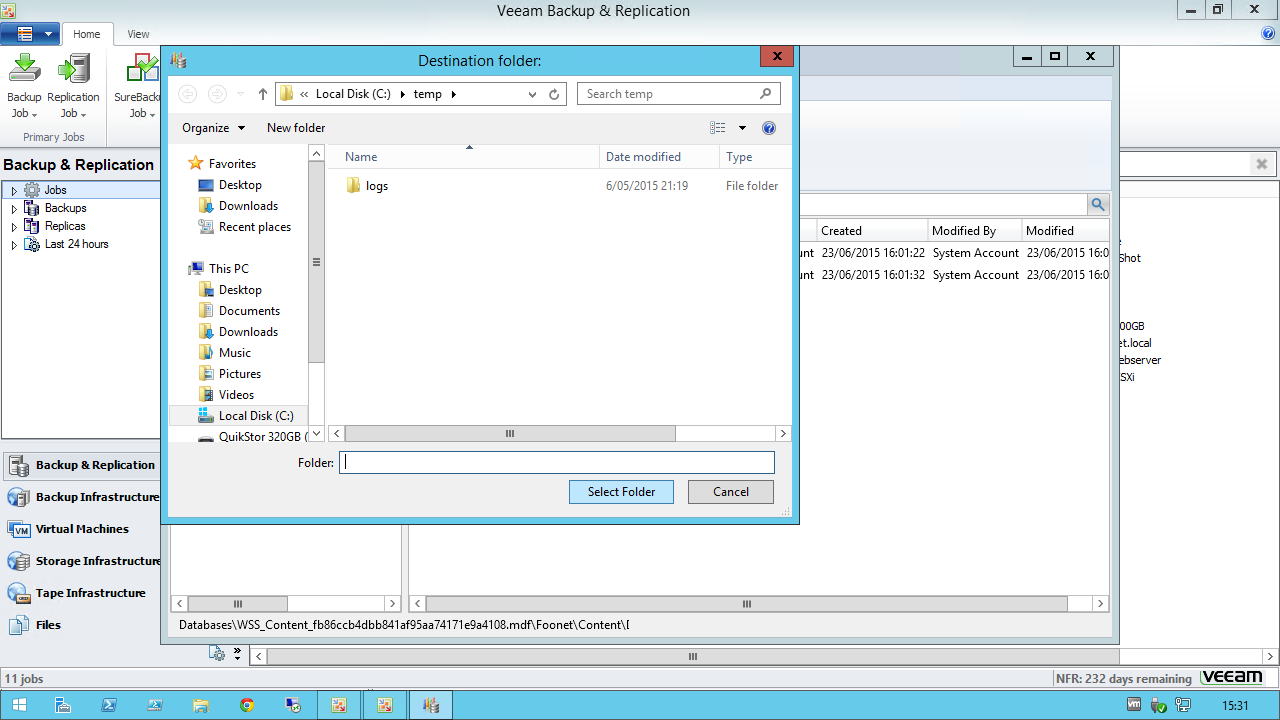 Veeam Backup & Replication
Home
View
Backup Job
Replication Job
SureBackup
Job
Primary Jobs
Backup & Replication
Jobs
Backups
Replicas
Last 24 hours
Backup & Replication
Backup Infrastructure
Virtual Machines
Storage Infrastructure
Tape Infrastructure
Files
Destination folder:
« Local Disk (C:) temp
Search temp
Organize
New folder
Favorites
Desktop
Downloads
Recent places
This PC
Desktop
Documents
Downloads
Music
Pictures
Videos
Local Disk (C:)
QuikStor 320GB (
Name
Date modified
Type
logs
6/05/2015 21:19
File folder
Folder:
Select Folder
Cancel
Created
Modified By
Modified
unt 23/06/2015 16:01:22 System Account 23/06/2015 16:0
unt 23/06/2015 16:01:32 System Account 23/06/2015 16:0
Shot
00GB
et.local
ebserver
SXi
Databases\WSS_Content_fb86ccb4dbb841af95aa74171e9a4108.mdf\Foonet\Content\D
11 jobs
NFR: 232 days remaining
veeam
15:31